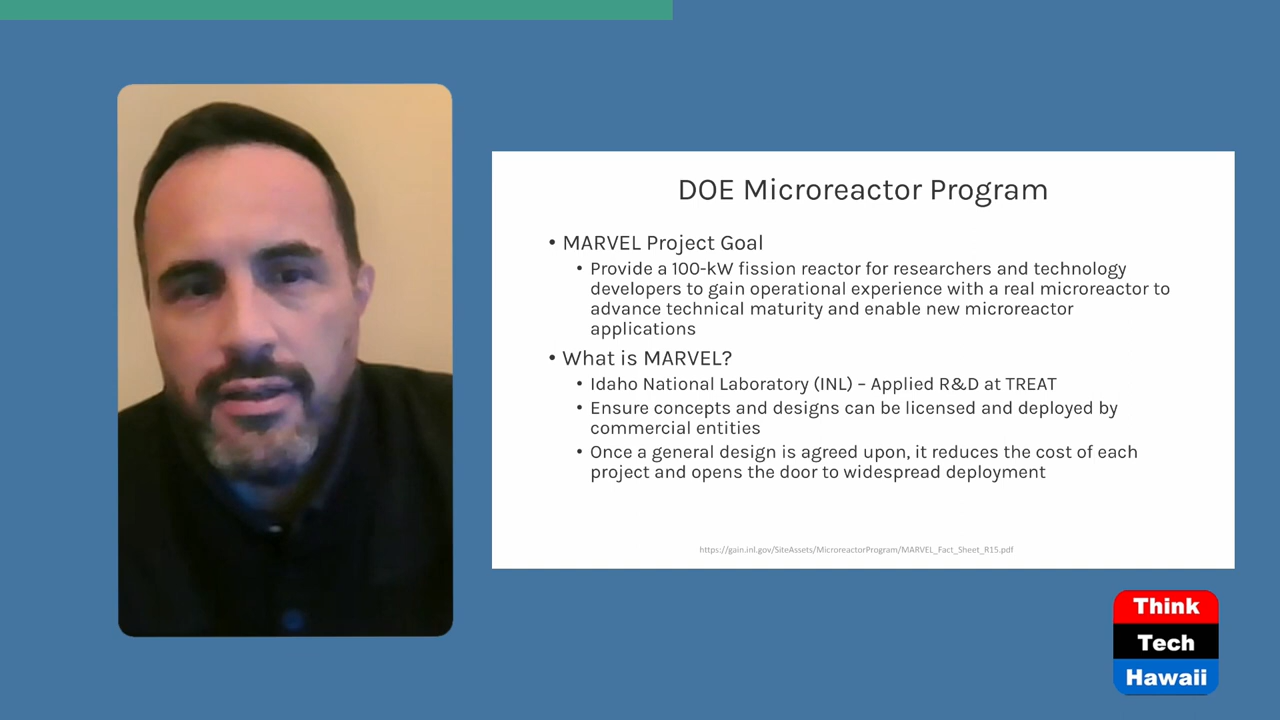 DOE Microreactor Program
• MARVEL Project Goal
• Provide a 100-kW fission reactor for researchers and technology
developers to gain operational experience with a real microreactor to
advance technical maturity and enable new microreactor
applications
• What is MARVEL?
• Idaho National Laboratory (INL) – Applied R&D at TREAT
• Ensure concepts and designs can be licensed and deployed by
commercial entities
• Once a general design is agreed upon, it reduces the cost of each
project and opens the door to widespread deployment
https://gain.inl.gov/SiteAssets/MicroreactorProgram/MARVEL_Fact_Sheet_R15.pdf
Think
Tech
Hawaii